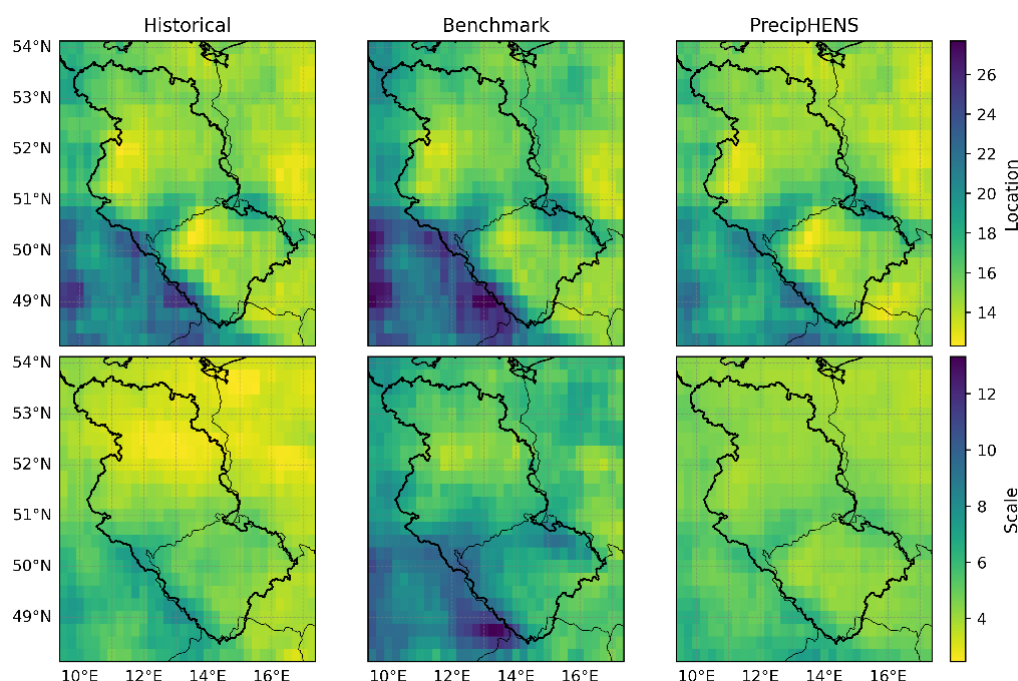 Historical Benchmark PrecipHENS
54°N
53°N
52°N
51°N
50°N
49°N
26
24
22
20
18
16
14
Location
54°N
53°N
52°N
51°N
50°N
49°N
12
10
8
6
4
Scale
10°E 12°E 14°E 16°E 10°E 12°E 14°E 16°E 10°E 12°E 14°E 16°E